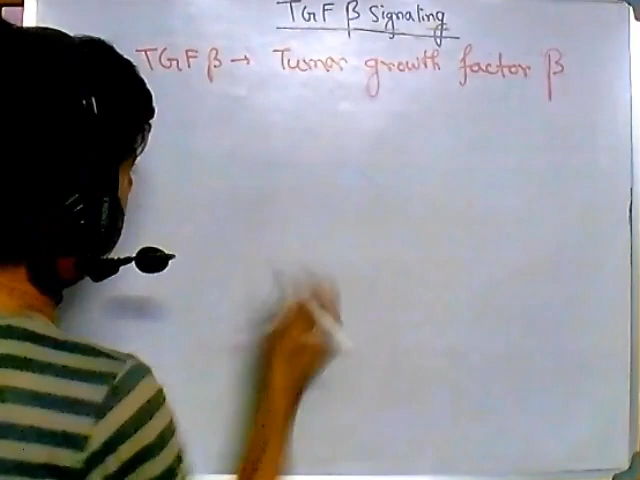 TGF β Signaling
TGF β → Tumor growth factor β